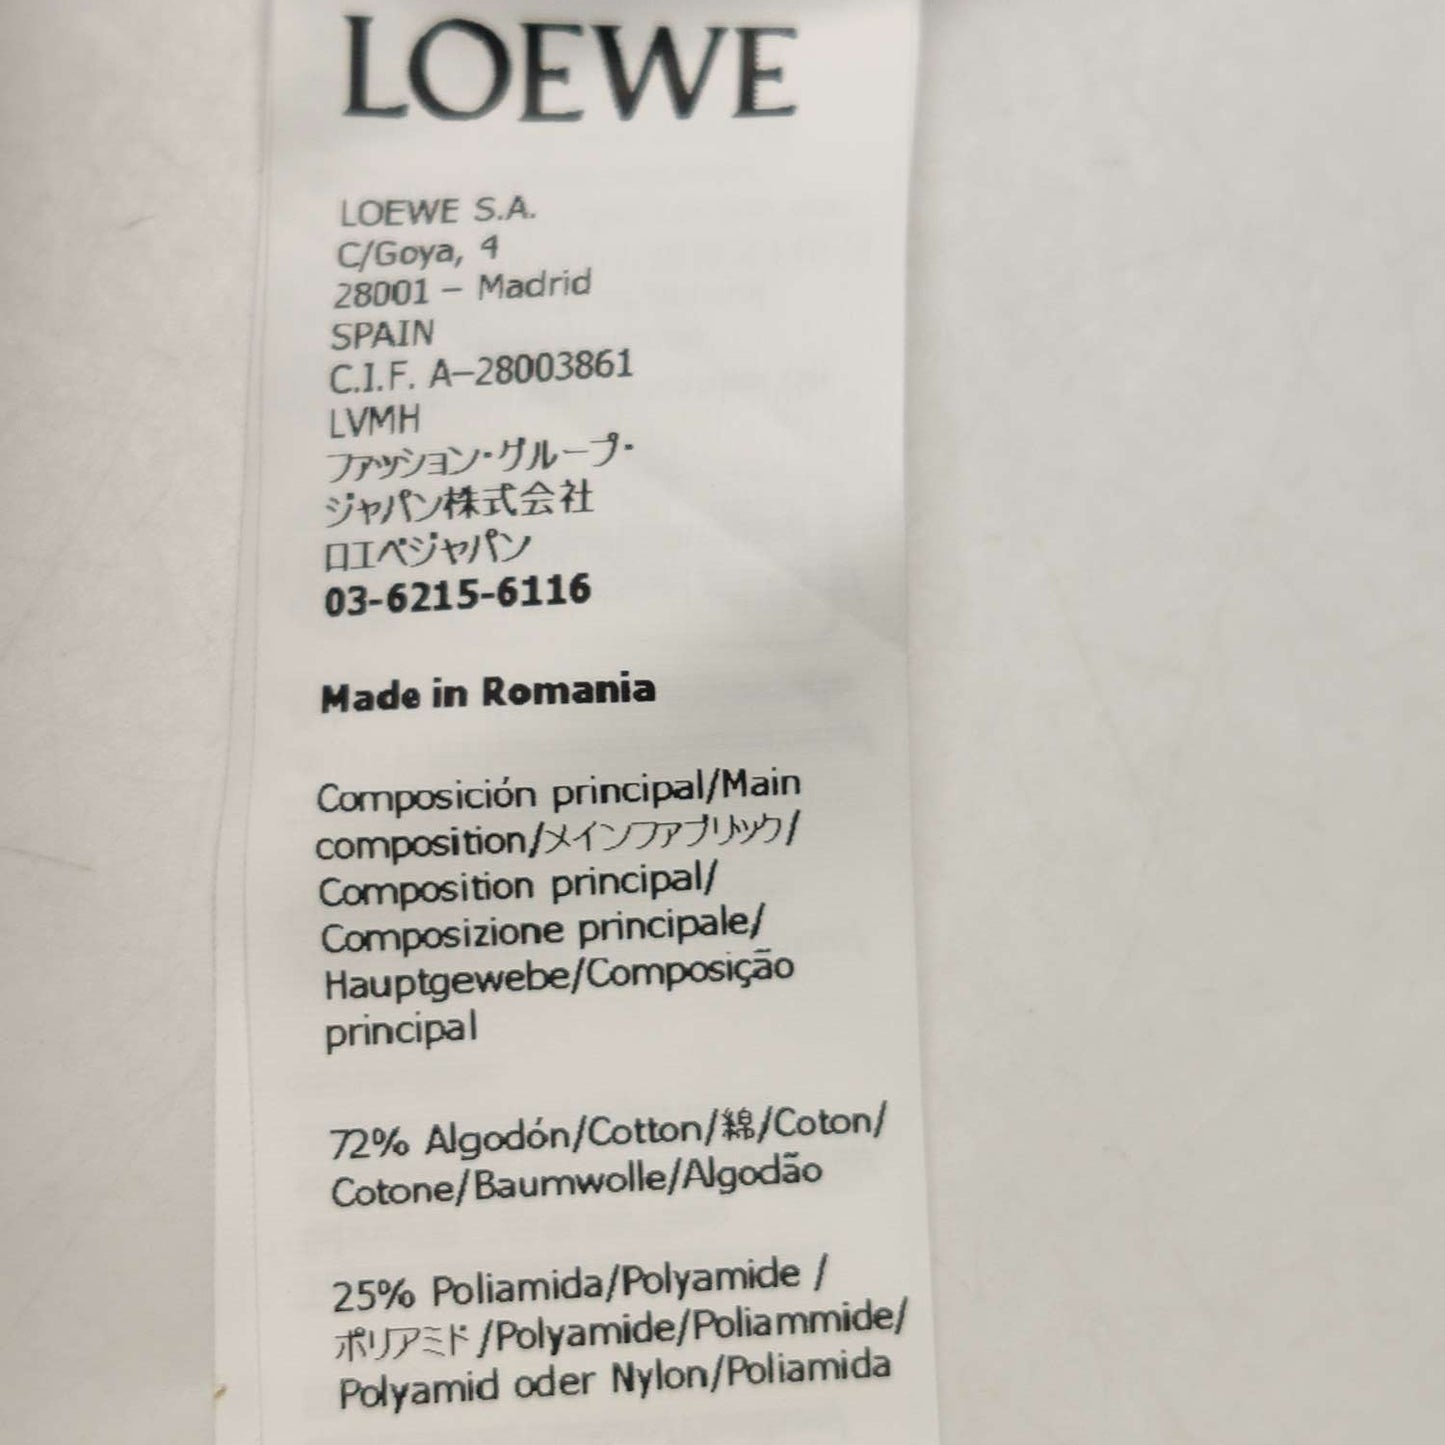 LOEWE
LOEWE S.A.
C/Goya, 4
28001 – Madrid
SPAIN
C.I.F. A–28003861
LVMH
ファッション・グループ・
ジャパン株式会社
ロエベジャパン
03-6215-6116
Made in Romania
Composición principal/Main
composition/メインファブリック/
Composition principal/
Composizione principale/
Hauptgewebe/Composição
principal
72% Algodón/Cotton/綿/Coton/
Cotone/Baumwolle/Algodão
25% Poliamida/Polyamide /
ポリアミド/Polyamide/Poliammide/
Polyamid oder Nylon/Poliamida